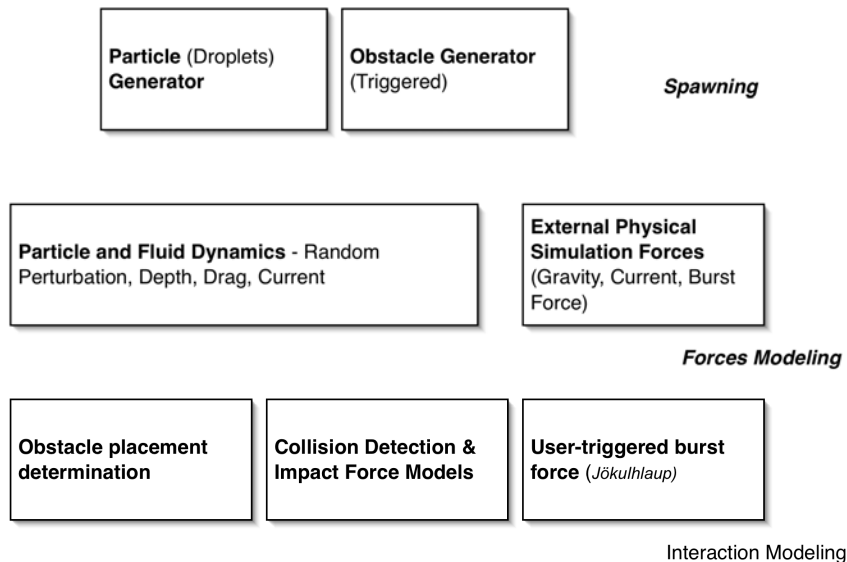 Particle (Droplets)
Generator
Obstacle Generator
(Triggered)
Spawning
Particle and Fluid Dynamics - Random
Perturbation, Depth, Drag, Current
External Physical
Simulation Forces
(Gravity, Current, Burst
Force)
Forces Modeling
Obstacle placement
determination
Collision Detection &
Impact Force Models
User-triggered burst
force (Jökulhlaup)
Interaction Modeling